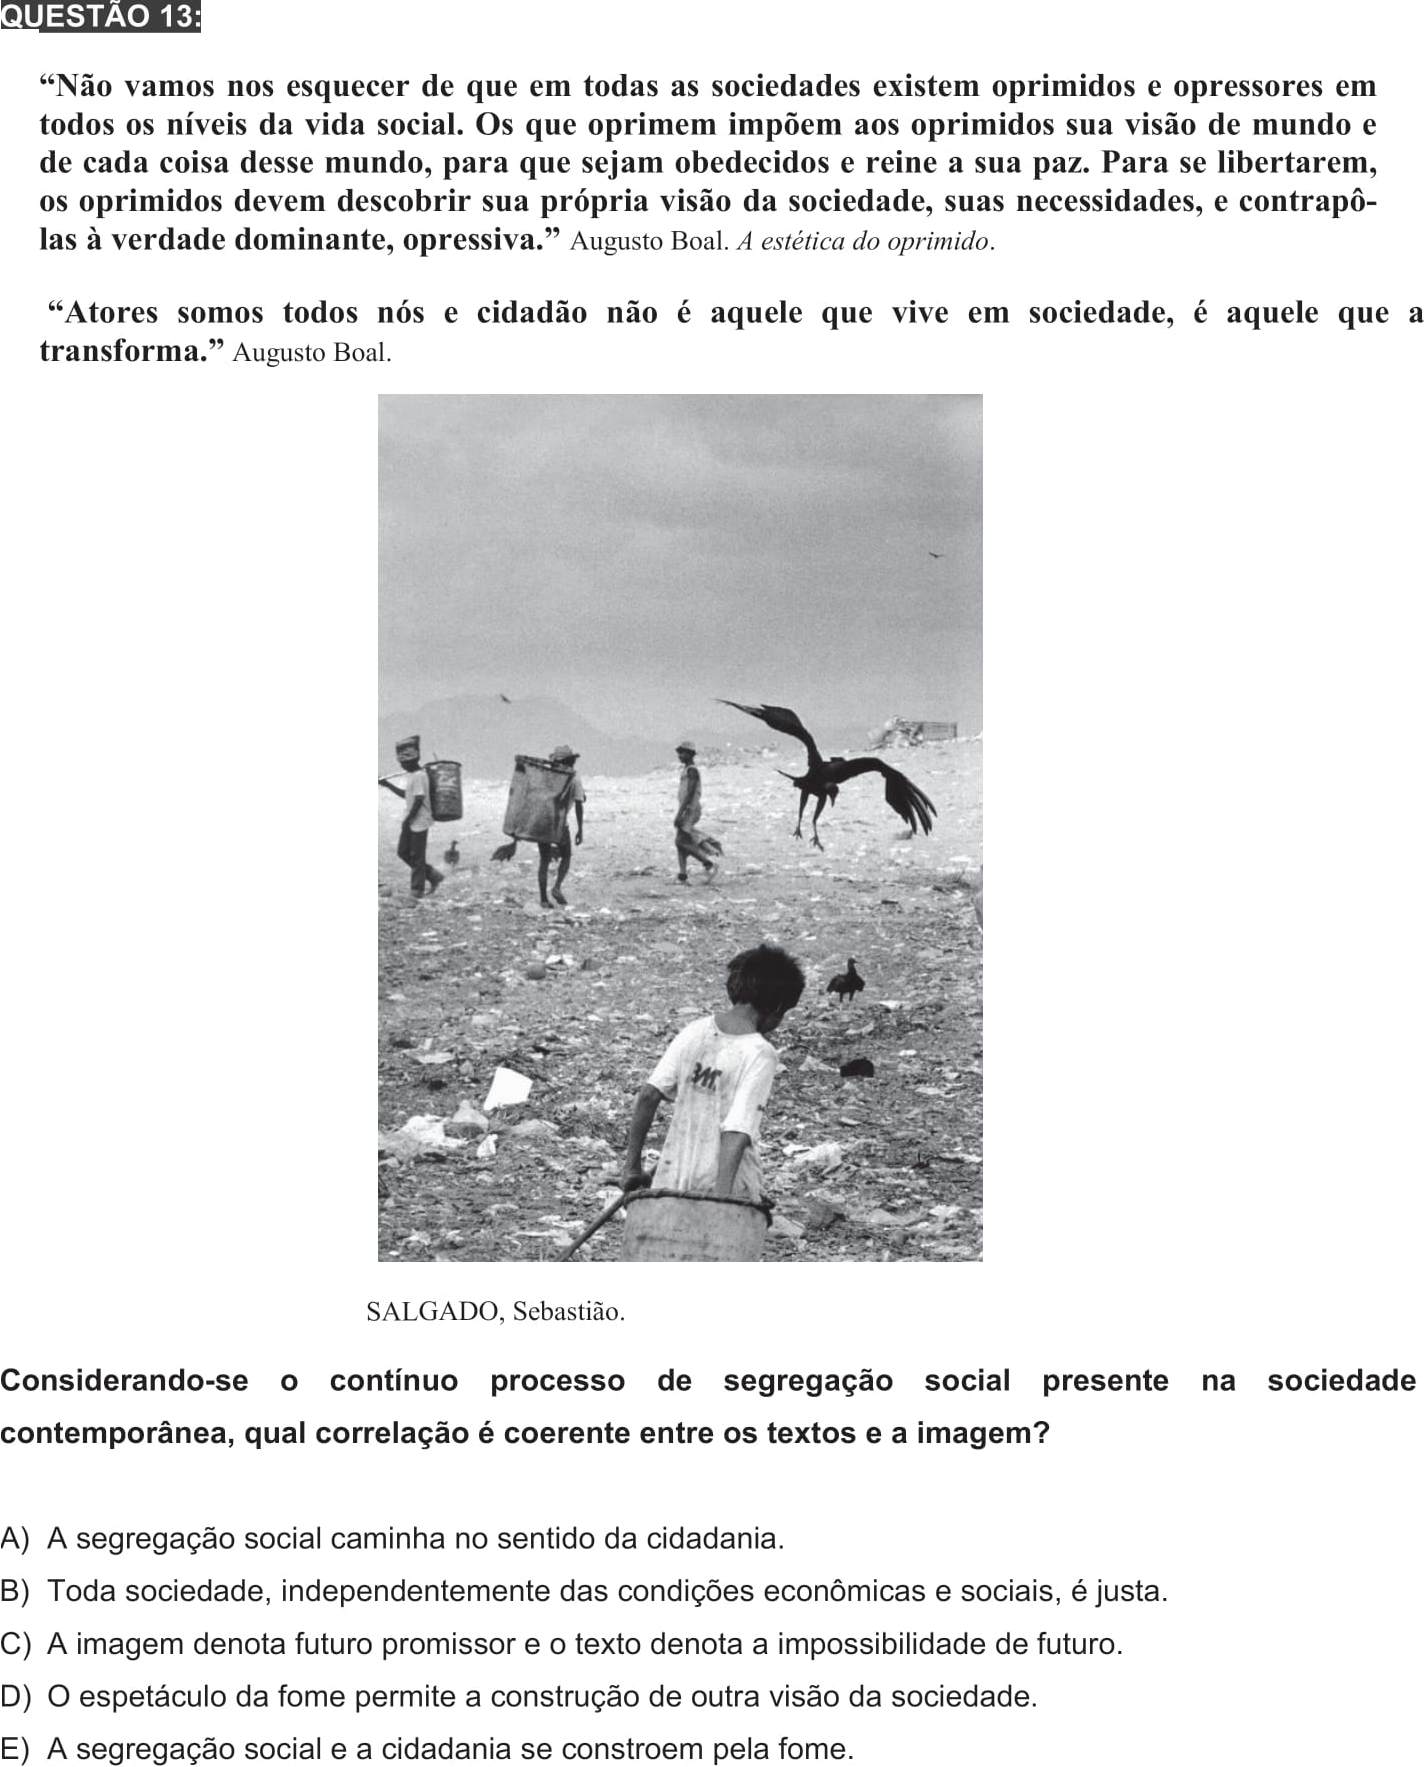 QUESTÃO 13:
“Não vamos nos esquecer de que em todas as sociedades existem oprimidos e opressores em
todos os níveis da vida social. Os que oprimem impõem aos oprimidos sua visão de mundo e
de cada coisa desse mundo, para que sejam obedecidos e reine a sua paz. Para se libertarem,
os oprimidos devem descobrir sua própria visão da sociedade, suas necessidades, e contrapô-
las à verdade dominante, opressiva.” Augusto Boal. A estética do oprimido.
“Atores somos todos nós e cidadão não é aquele que vive em sociedade, é aquele que a
transforma.” Augusto Boal.
SALGADO, Sebastião.
Considerando-se o contínuo processo de segregação social presente na sociedade
contemporânea, qual correlação é coerente entre os textos e a imagem?
A) A segregação social caminha no sentido da cidadania.
B) Toda sociedade, independentemente das condições econômicas e sociais, é justa.
C) A imagem denota futuro promissor e o texto denota a impossibilidade de futuro.
D) O espetáculo da fome permite a construção de outra visão da sociedade.
E) A segregação social e a cidadania se constroem pela fome.